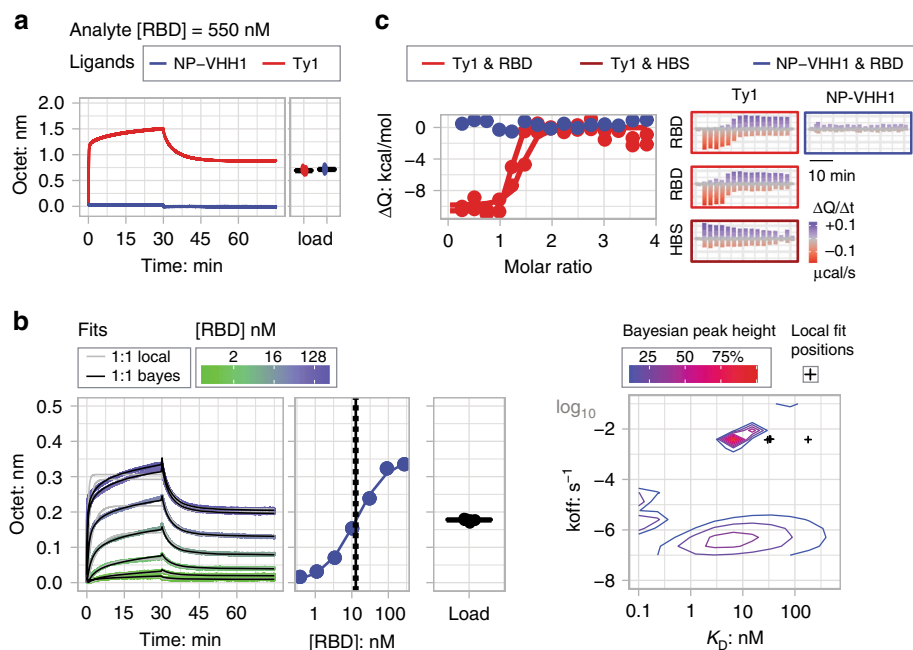 a
Analyte [RBD] = 550 nM
Ligands
NP–VHH1
Ty1
Octet: nm
2.0
1.5
1.0
0.5
0.0
0
15
30
45
60
load
Time: min
c
Ty1 & RBD
Ty1 & HBS
NP-VHH1 & RBD
ΔQ: kcal/mol
0
−4
−8
0
1
2
3
4
Molar ratio
Ty1
NP-VHH1
RBD
RBD
HBS
10 min
ΔQ/Δt
+0.1
−0.1
μcal/s
b
Fits
1:1 local
1:1 bayes
[RBD] nM
2
16
128
Octet: nm
0.5
0.4
0.3
0.2
0.1
0.0
0
15
30
45
60
Time: min
1
10
100
[RBD]: nM
Load
Bayesian peak height
25
50
75%
Local fit
positions
log10
koff: s⁻¹
−2
−4
−6
−8
0.1
1
10
100
KD: nM